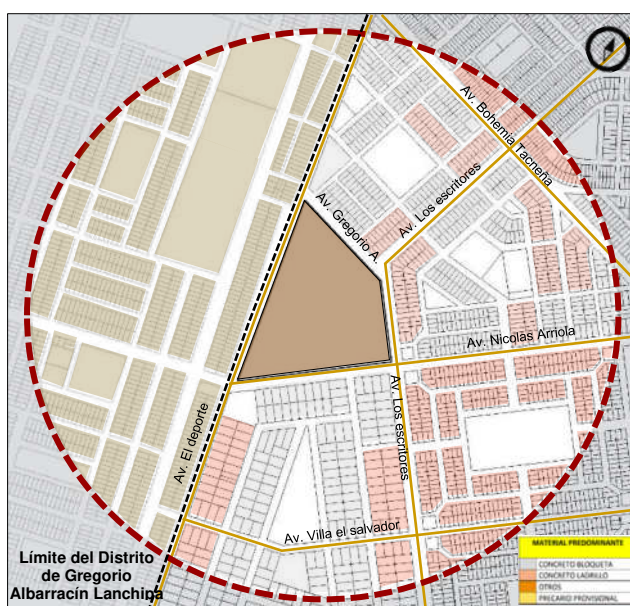 Av. Bohemia Tacneña
Av. Los escritores
Av. Gregorio A.
Av. Nicolas Arriola
Av. El deporte
Av. Los escritores
Av. Villa el salvador
Límite del Distrito
de Gregorio
Albarracín Lanchipa
MATERIAL PREDOMINANTE
CONCRETO BLOQUETA
CONCRETO LADRILLO
OTROS
PRECARIO PROVISIONAL